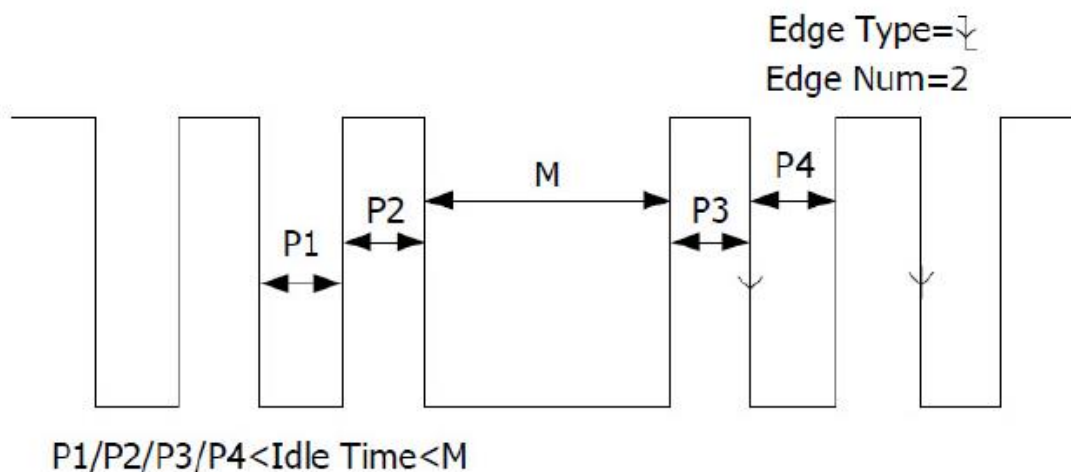 Edge Type=
Edge Num=2
M
P4
P2
P3
P1
P1/P2/P3/P4<Idle Time<M